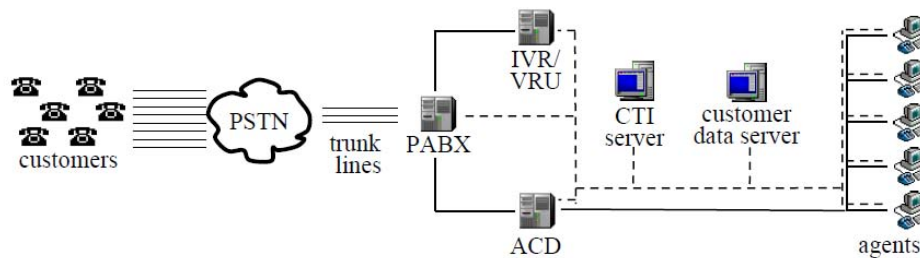 customers
PSTN
trunk
lines
PABX
IVR/
VRU
ACD
CTI
server
customer
data server
agents